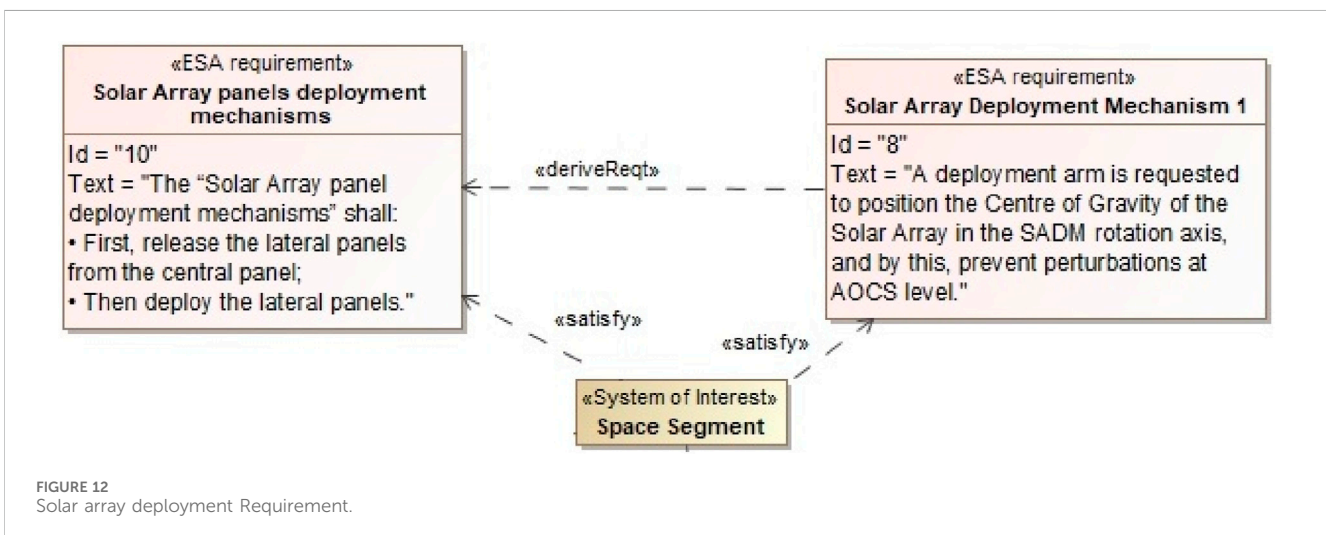 «ESA requirement»
Solar Array panels deployment
mechanisms
Id = "10"
Text = "The “Solar Array panel
deployment mechanisms” shall:
• First, release the lateral panels
from the central panel;
• Then deploy the lateral panels."
«deriveReqt»
«ESA requirement»
Solar Array Deployment Mechanism 1
Id = "8"
Text = "A deployment arm is requested
to position the Centre of Gravity of the
Solar Array in the SADM rotation axis,
and by this, prevent perturbations at
AOCS level."
«satisfy»
«satisfy»
«System of Interest»
Space Segment
FIGURE 12
Solar array deployment Requirement.